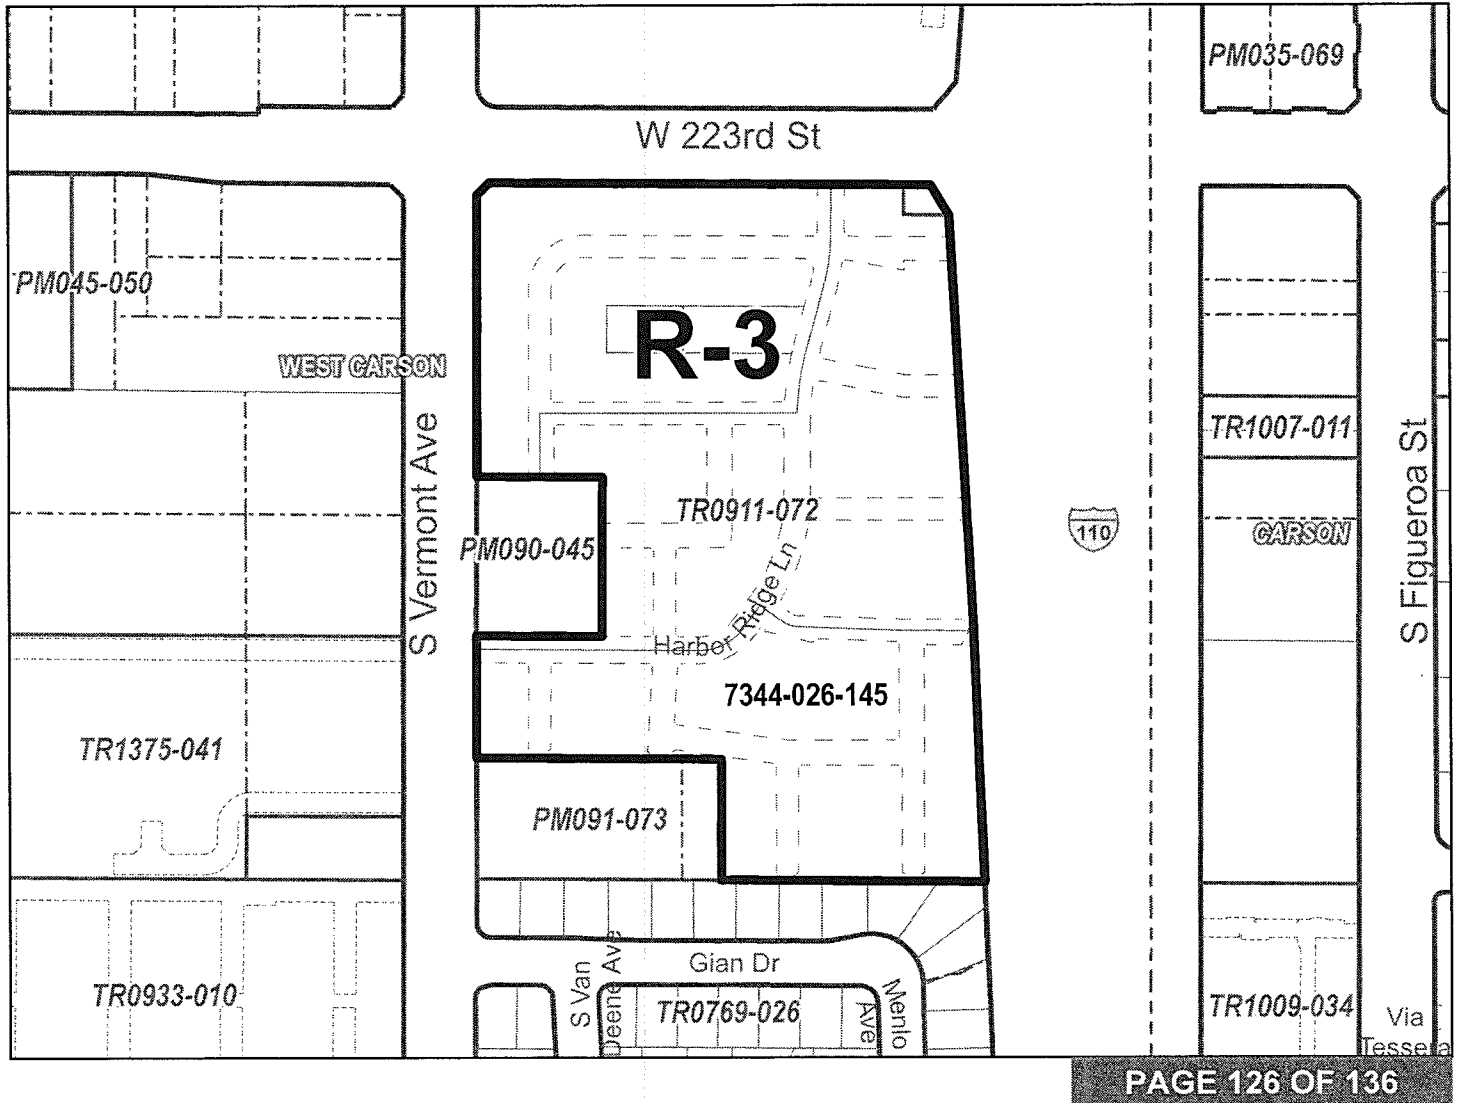 PM035-069
W 223rd St
PM045-050
R-3
WEST CARSON
S Vermont Ave
TR1007-011
S Figueroa St
TR0911-072
110
CARSON
PM090-045
Harbor Ridge Ln
7344-026-145
TR1375-041
PM091-073
Gian Dr
S Van
Deene Ave
TR0933-010
TR0769-026
Menlo
Ave
TR1009-034
Via
Tessera
PAGE 126 OF 136